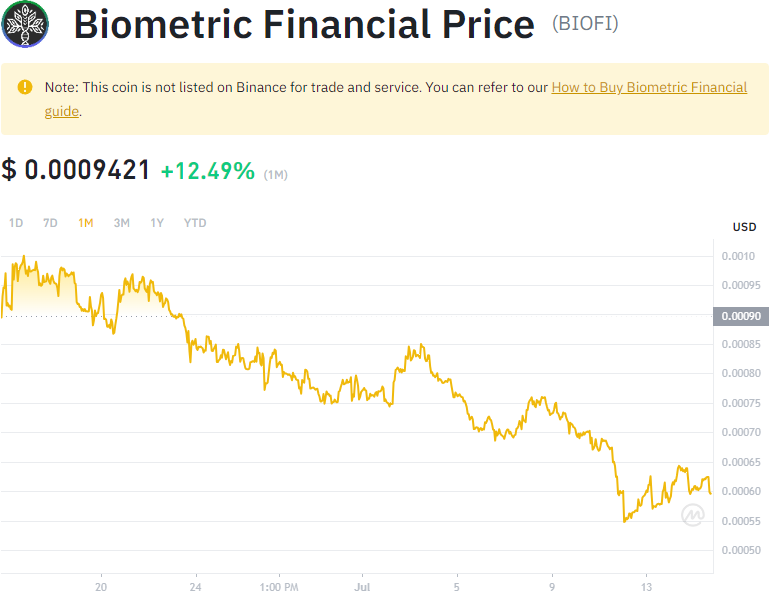 Biometric Financial Price (BIOFI)
Note: This coin is not listed on Binance for trade and service. You can refer to our How to Buy Biometric Financial
guide.
$ 0.0009421 +12.49% (1M)
1D 7D 1M 3M 1Y YTD
USD
0.0010
0.00095
0.00090
0.00085
0.00080
0.00075
0.00070
0.00065
0.00060
0.00055
0.00050
20 24 1:00 PM Jul 5 9 13